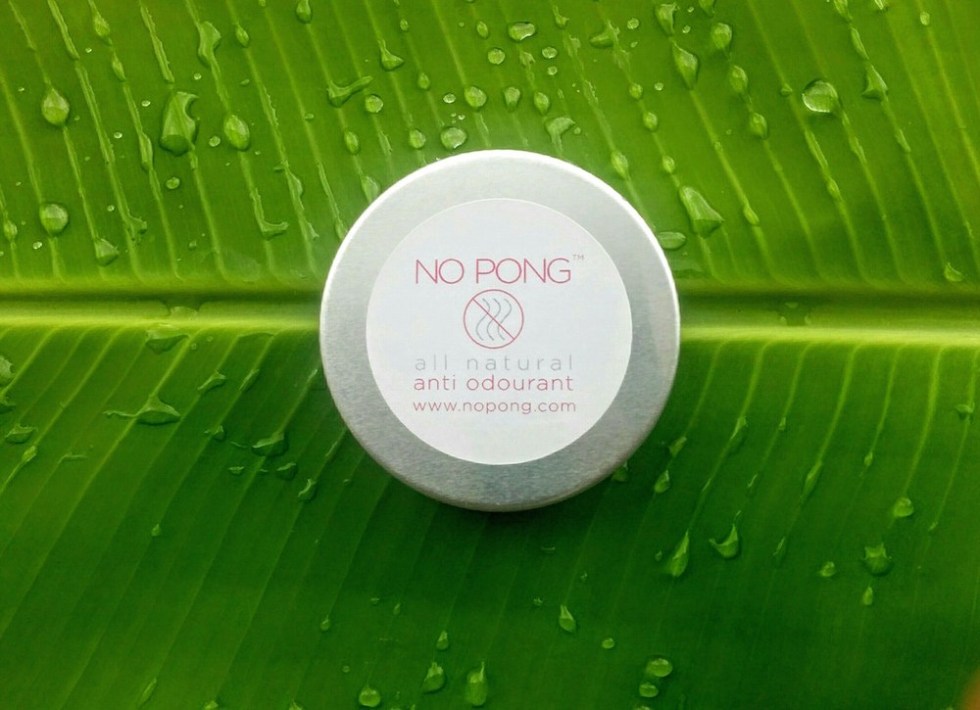 NO PONG™
all natural
anti odourant
www.nopong.com